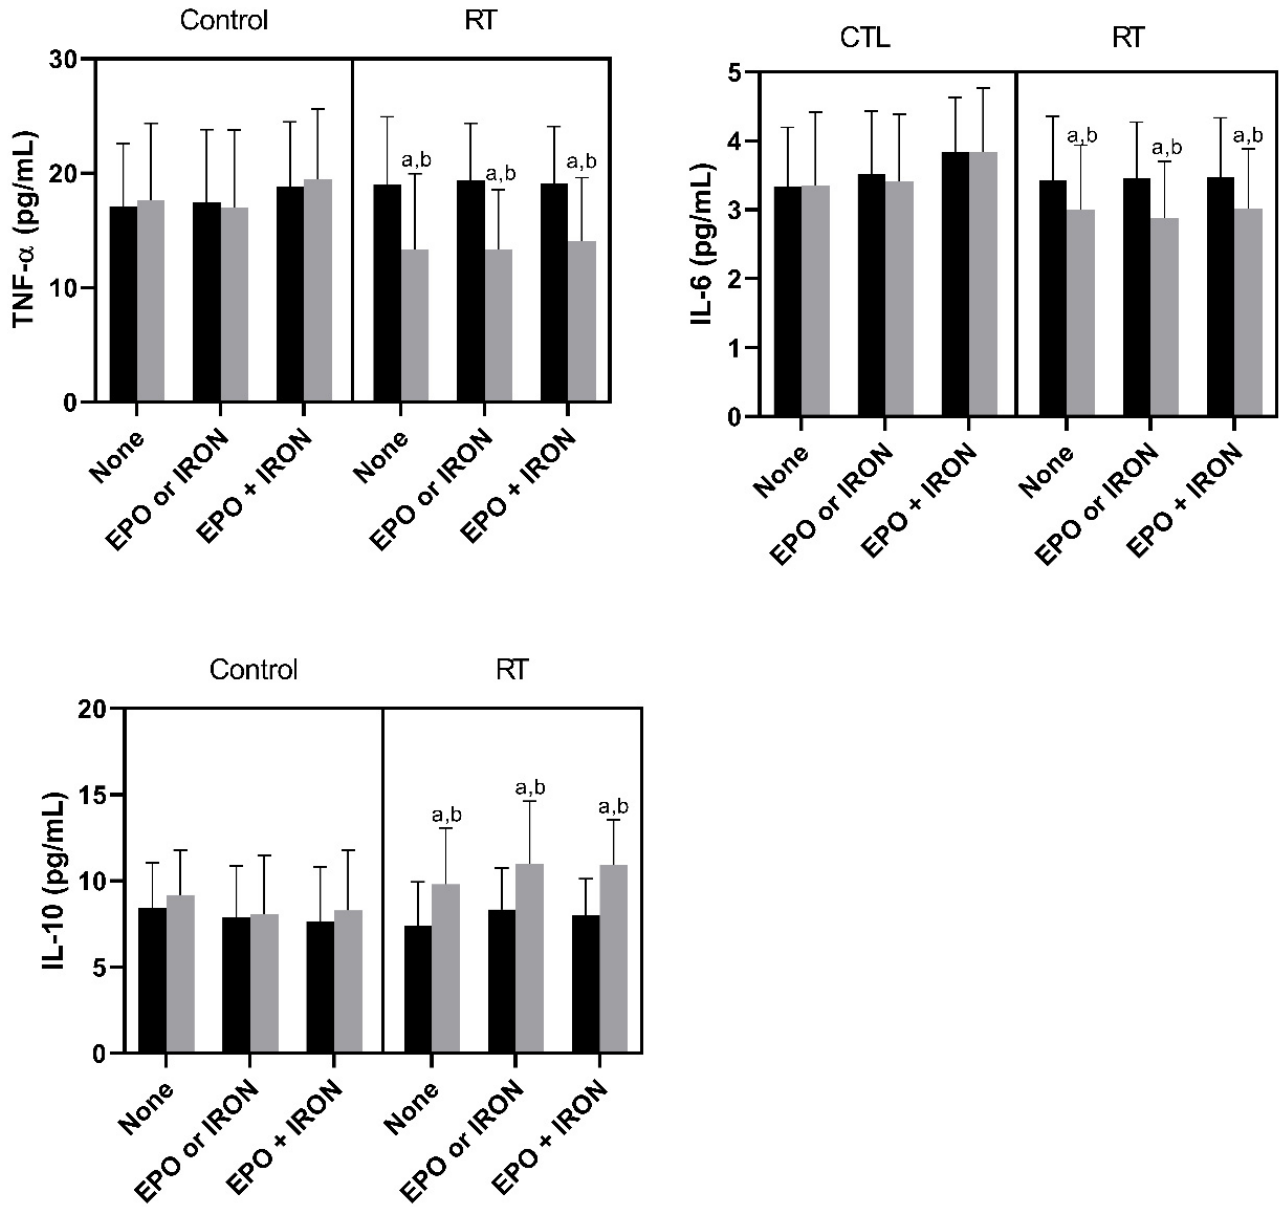 Control RT
30
20
10
0
TNF-α (pg/mL)
a,b
a,b
a,b
None
EPO or IRON
EPO + IRON
None
EPO or IRON
EPO + IRON
CTL RT
5
4
3
2
1
0
IL-6 (pg/mL)
a,b
a,b
a,b
None
EPO or IRON
EPO + IRON
None
EPO or IRON
EPO + IRON
Control RT
20
15
10
5
0
IL-10 (pg/mL)
a,b
a,b
a,b
None
EPO or IRON
EPO + IRON
None
EPO or IRON
EPO + IRON